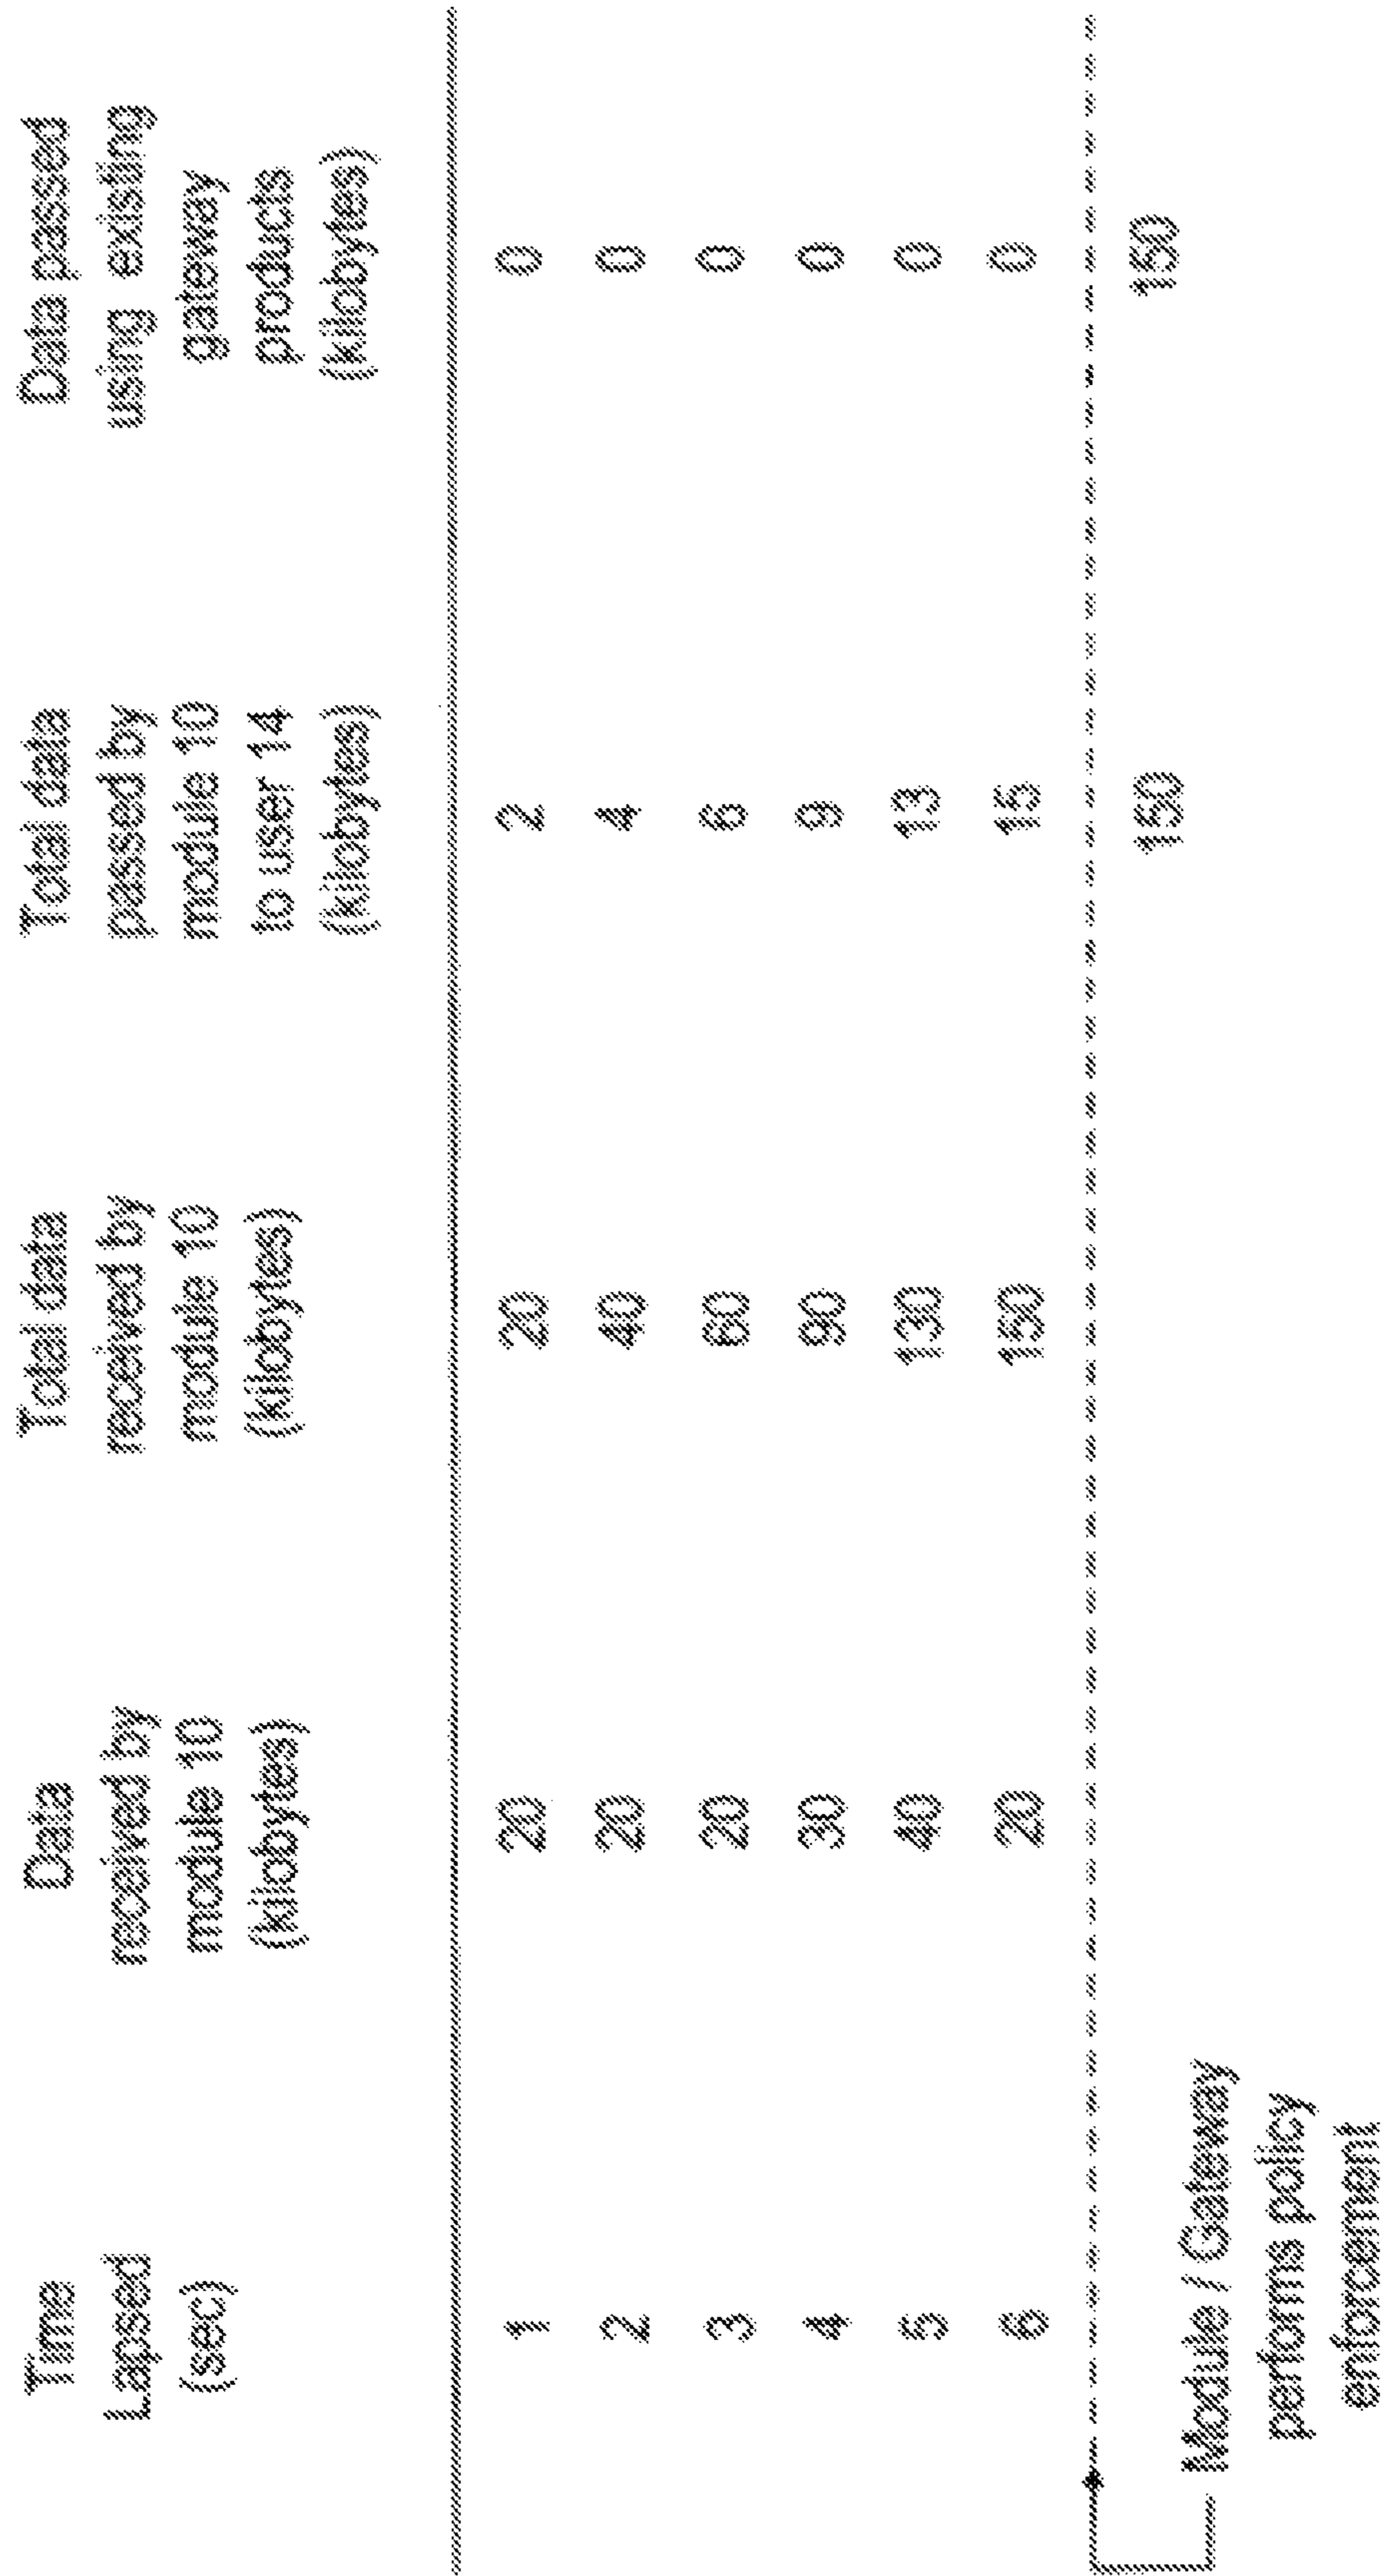 Time
Lapsed
(sec)
Data
received by
module 10
(kilobytes)
Total data
received by
module 10
(kilobytes)
Total data
passed by
module 10
to user 14
(kilobytes)
Data passed
using existing
gateway
products
(kilobytes)
1 20 20 2 0
2 20 40 4 0
3 20 60 6 0
4 30 90 9 0
5 40 130 13 0
6 20 150 15 0
150 150
Module / Gateway
performs policy
enforcement